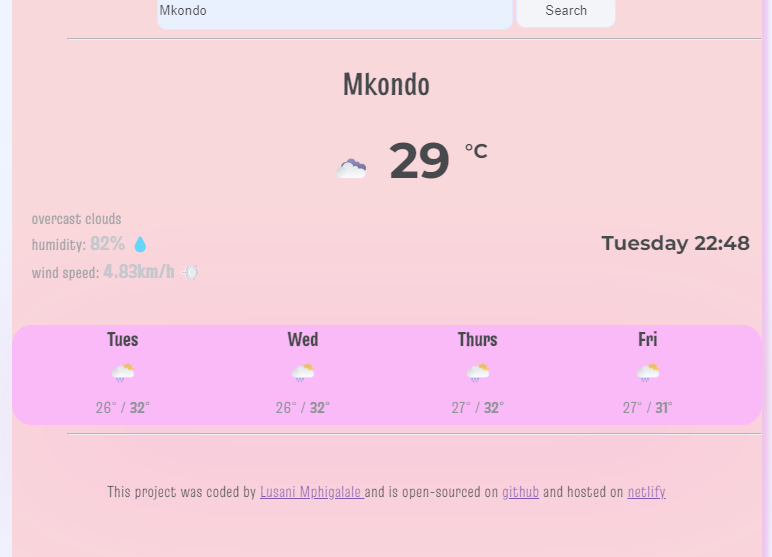 Mkondo Search
Mkondo
29 °C
overcast clouds
humidity: 82%
wind speed: 4.83km/h
Tuesday 22:48
Tues Wed Thurs Fri
26° / 32° 26° / 32° 27° / 32° 27° / 31°
This project was coded by Lusani Mphigalale and is open-sourced on github and hosted on netlify